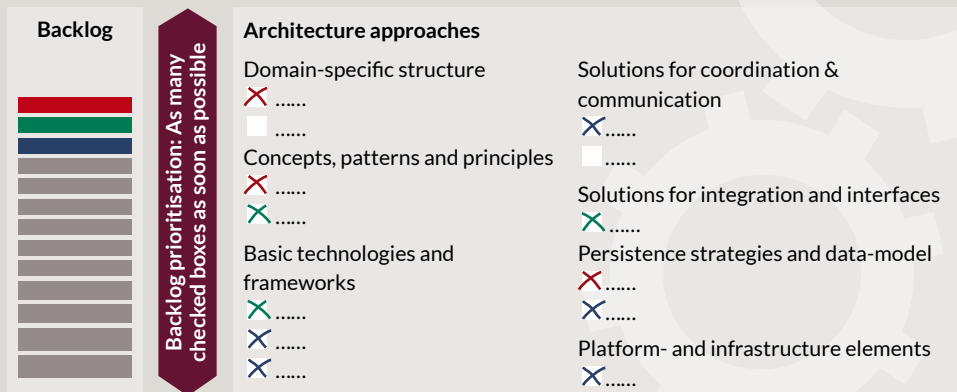 Backlog
Backlog prioritisation: As many
checked boxes as soon as possible
Architecture approaches
Domain-specific structure
......
......
Concepts, patterns and principles
......
......
Basic technologies and
frameworks
......
......
......
Solutions for coordination &
communication
......
......
Solutions for integration and interfaces
......
Persistence strategies and data-model
......
......
Platform- and infrastructure elements
......